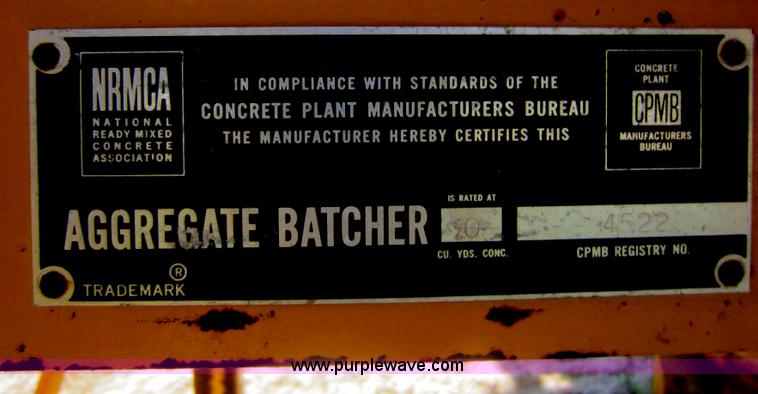 NRMCA
NATIONAL
READY MIXED
CONCRETE
ASSOCIATION
IN COMPLIANCE WITH STANDARDS OF THE
CONCRETE PLANT MANUFACTURERS BUREAU
THE MANUFACTURER HEREBY CERTIFIES THIS
CONCRETE
PLANT
CPMB
MANUFACTURERS
BUREAU
AGGREGATE BATCHER
IS RATED AT
CU. YDS. CONC.
4522
CPMB REGISTRY NO.
®
TRADEMARK
www.purplewave.com